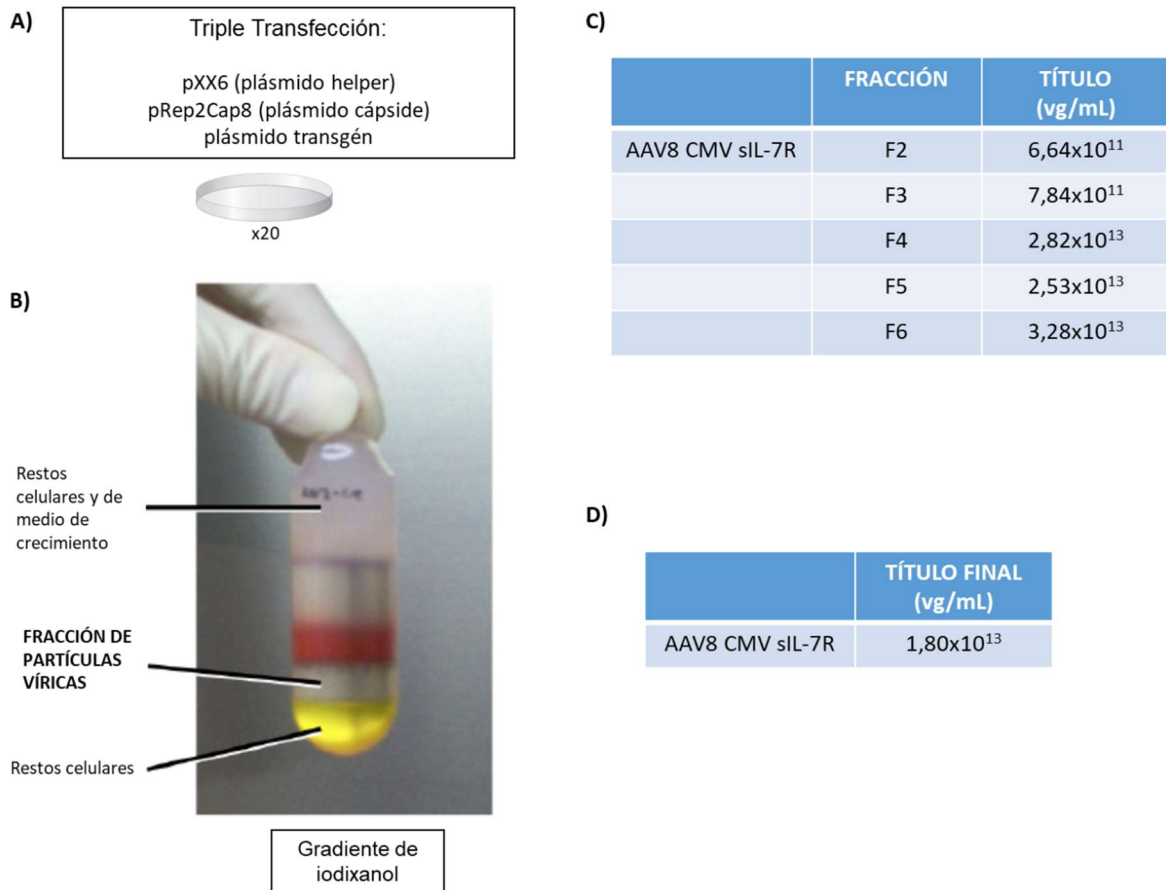 A)
Triple Transfección:
pXX6 (plásmido helper)
pRep2Cap8 (plásmido cápside)
plásmido transgén
x20
B)
Restos
celulares y de
medio de
crecimiento
FRACCIÓN DE
PARTÍCULAS
VÍRICAS
Restos celulares
Gradiente de
iodixanol
C)
FRACCIÓN TÍTULO
(vg/mL)
AAV8 CMV sIL-7R F2 6,64x10¹¹
F3 7,84x10¹¹
F4 2,82x10¹³
F5 2,53x10¹³
F6 3,28x10¹³
D)
TÍTULO FINAL
(vg/mL)
AAV8 CMV sIL-7R 1,80x10¹³